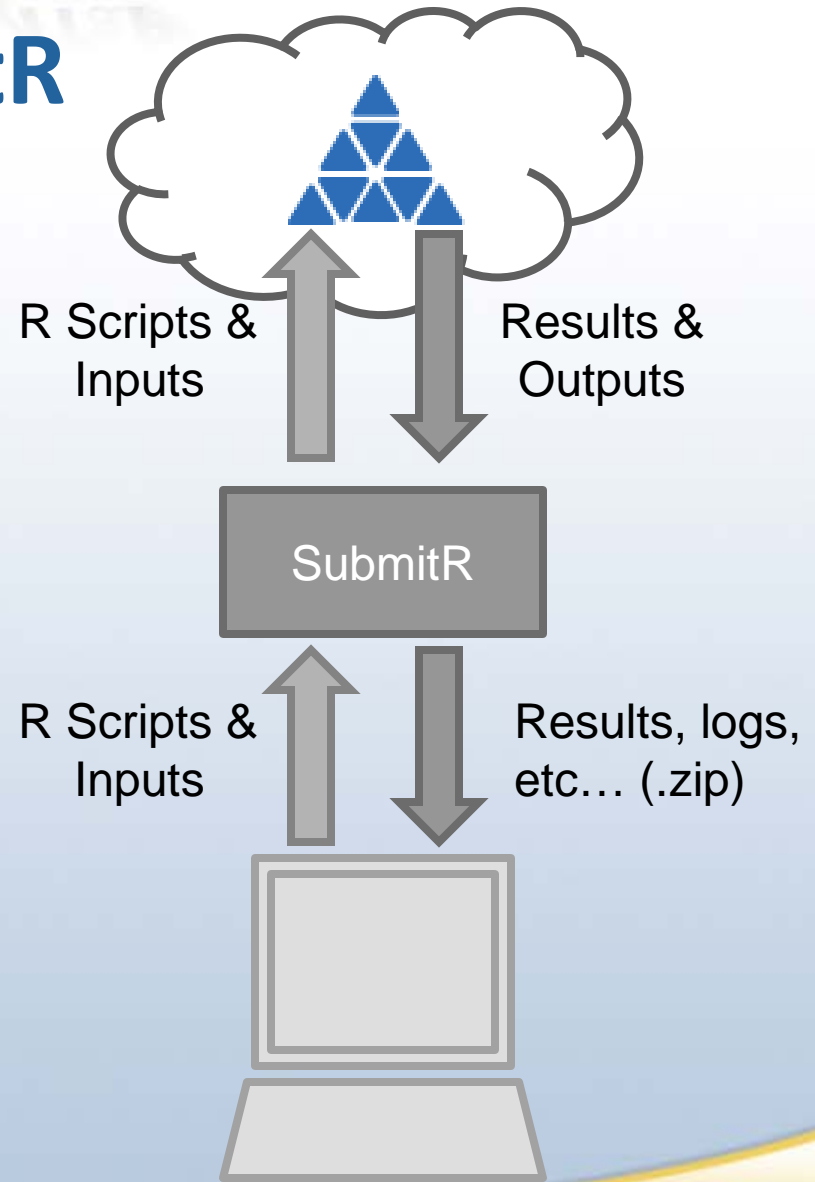 tR
R Scripts &
Inputs
Results &
Outputs
SubmitR
R Scripts &
Inputs
Results, logs,
etc… (.zip)